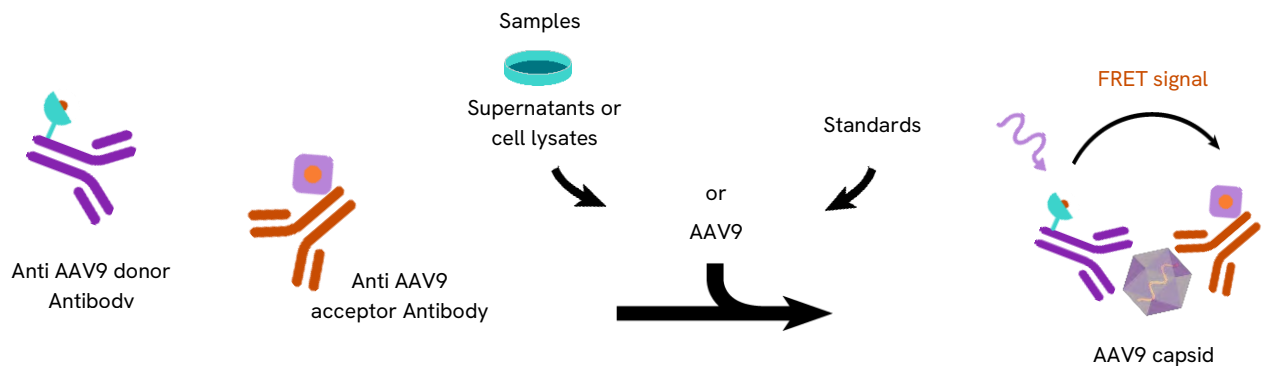 Samples
Supernatants or
cell lysates
Standards
FRET signal
or
AAV9
Anti AAV9 donor
Antibody
Anti AAV9
acceptor Antibody
AAV9 capsid